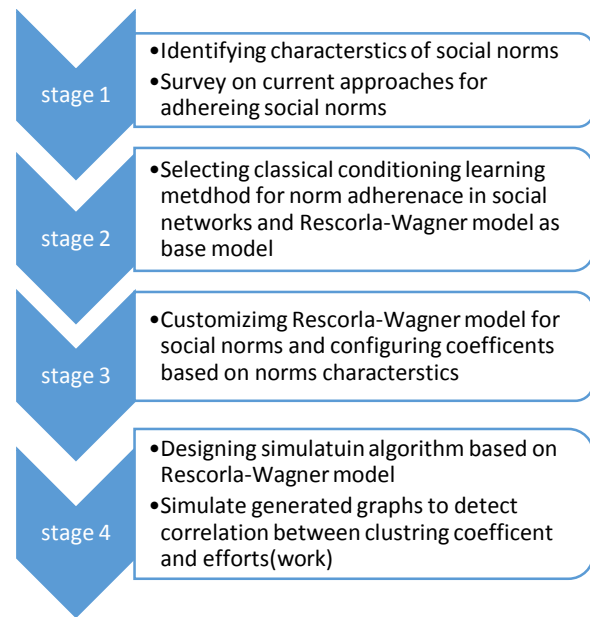 stage 1
•Identifying characterstics of social norms
•Survey on current approaches for
adhereing social norms
stage 2
•Selecting classical conditioning learning
metdhod for norm adherenace in social
networks and Rescorla-Wagner model as
base model
stage 3
•Customizimg Rescorla-Wagner model for
social norms and configuring coefficents
based on norms characterstics
stage 4
•Designing simulatuin algorithm based on
Rescorla-Wagner model
•Simulate generated graphs to detect
correlation between clustring coefficent
and efforts(work)